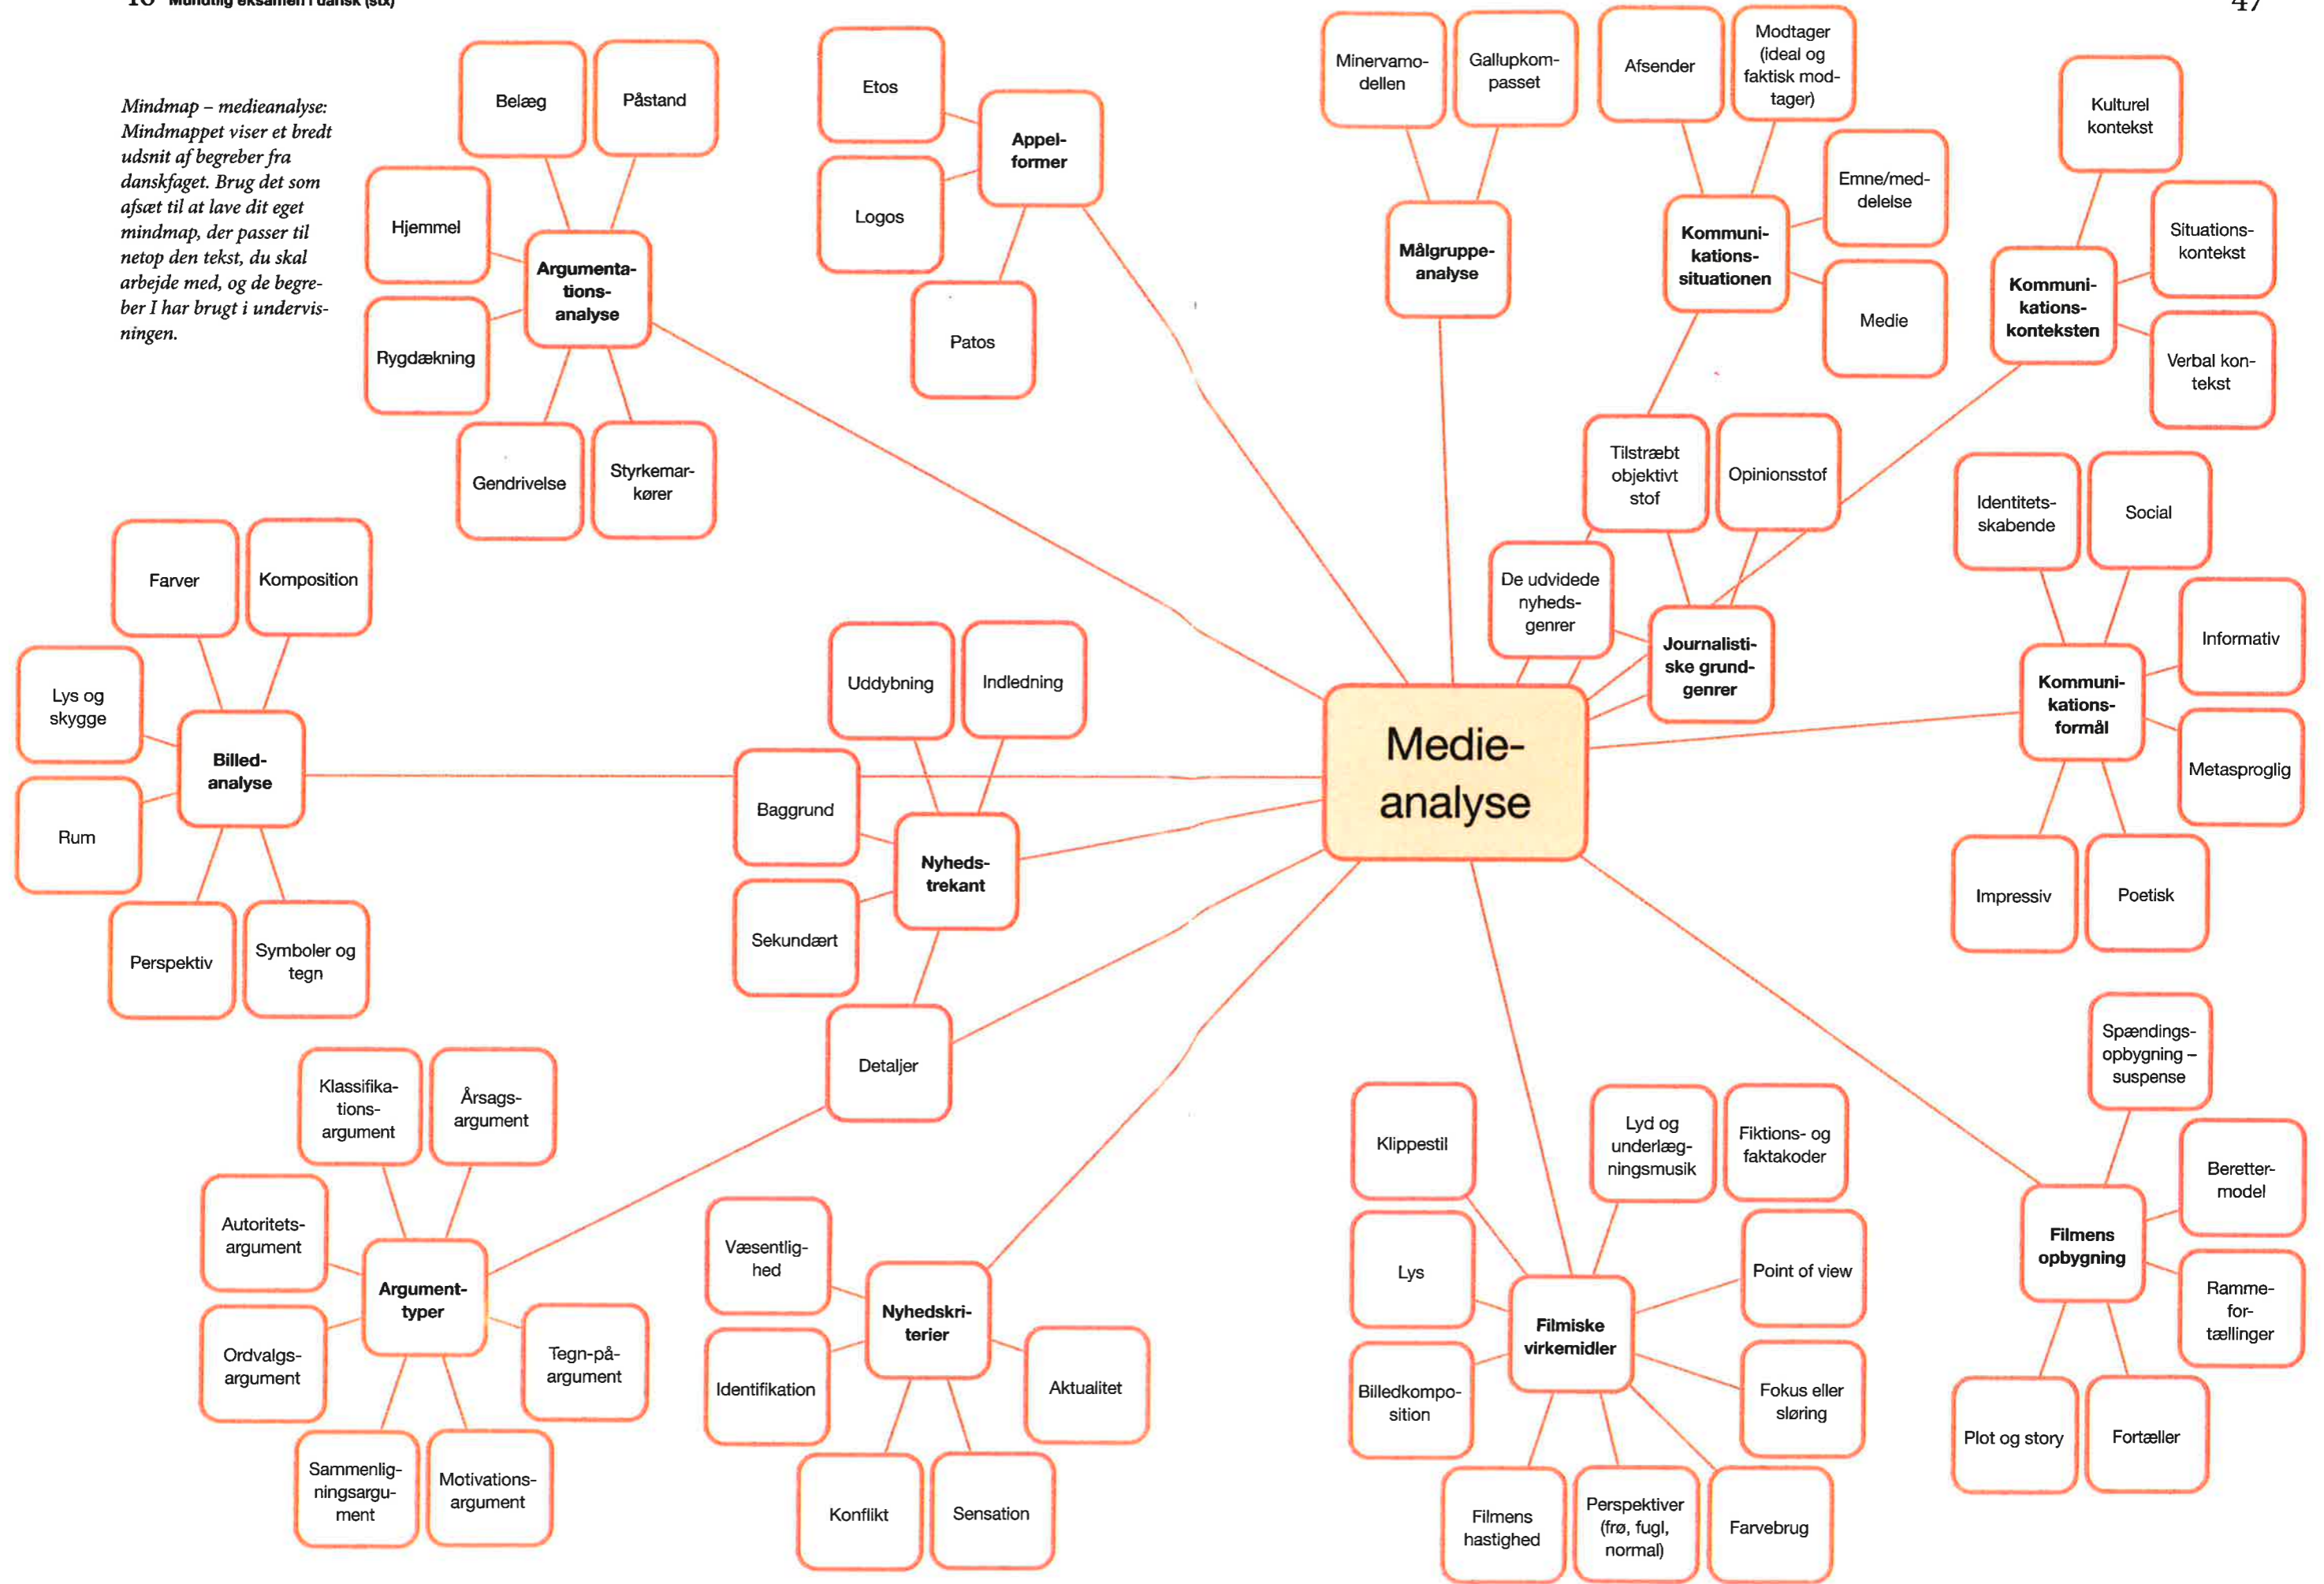 Mundtlig eksamen i dansk (stx)
47
Mindmap – medieanalyse:
Mindmappet viser et bredt
udsnit af begreber fra
danskfaget. Brug det som
afsæt til at lave dit eget
mindmap, der passer til
netop den tekst, du skal
arbejde med, og de begre-
ber I har brugt i undervis-
ningen.
Belæg
Påstand
Hjemmel
Argumenta-
tions-
analyse
Rygdækning
Gendrivelse
Styrkemar-
kører
Etos
Appel-
former
Logos
Patos
Minervamo-
dellen
Gallupkom-
passet
Målgruppe-
analyse
Afsender
Modtager
(ideal og
faktisk mod-
tager)
Emne/med-
delelse
Kommuni-
kations-
situationen
Medie
Kulturel
kontekst
Situations-
kontekst
Kommuni-
kations-
konteksten
Verbal kon-
tekst
Tilstræbt
objektivt
stof
Opinionsstof
De udvidede
nyheds-
genrer
Journalisti-
ske grund-
genrer
Identitets-
skabende
Social
Informativ
Kommuni-
kations-
formål
Metasproglig
Impressiv
Poetisk
Farver
Komposition
Lys og
skygge
Billed-
analyse
Rum
Perspektiv
Symboler og
tegn
Uddybning
Indledning
Baggrund
Nyheds-
trekant
Sekundært
Detaljer
Medie-
analyse
Klassifika-
tions-
argument
Årsags-
argument
Autoritets-
argument
Argument-
typer
Ordvalgs-
argument
Tegn-på-
argument
Sammenlig-
ningsargu-
ment
Motivations-
argument
Væsentlig-
hed
Nyhedskri-
terier
Identifikation
Aktualitet
Konflikt
Sensation
Klippestil
Lyd og
underlæg-
ningsmusik
Fiktions- og
faktakoder
Lys
Point of view
Filmiske
virkemidler
Billedkompo-
sition
Fokus eller
sløring
Filmens
hastighed
Perspektiver
(frø, fugl,
normal)
Farvebrug
Spændings-
opbygning –
suspense
Beretter-
model
Filmens
opbygning
Ramme-
for-
tællinger
Plot og story
Fortæller